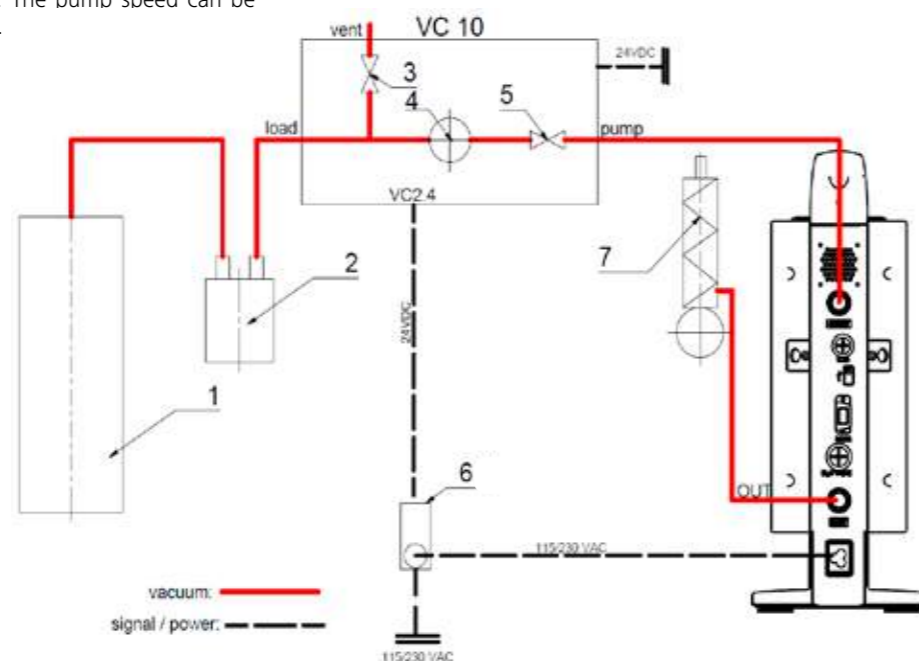 The pump speed can be
vent
VC 10
24VDC
3
4
5
load
pump
VC2.4
2
7
24VDC
1
6
OUT
115/230 VAC
vacuum:
signal / power:
115/230 VAC